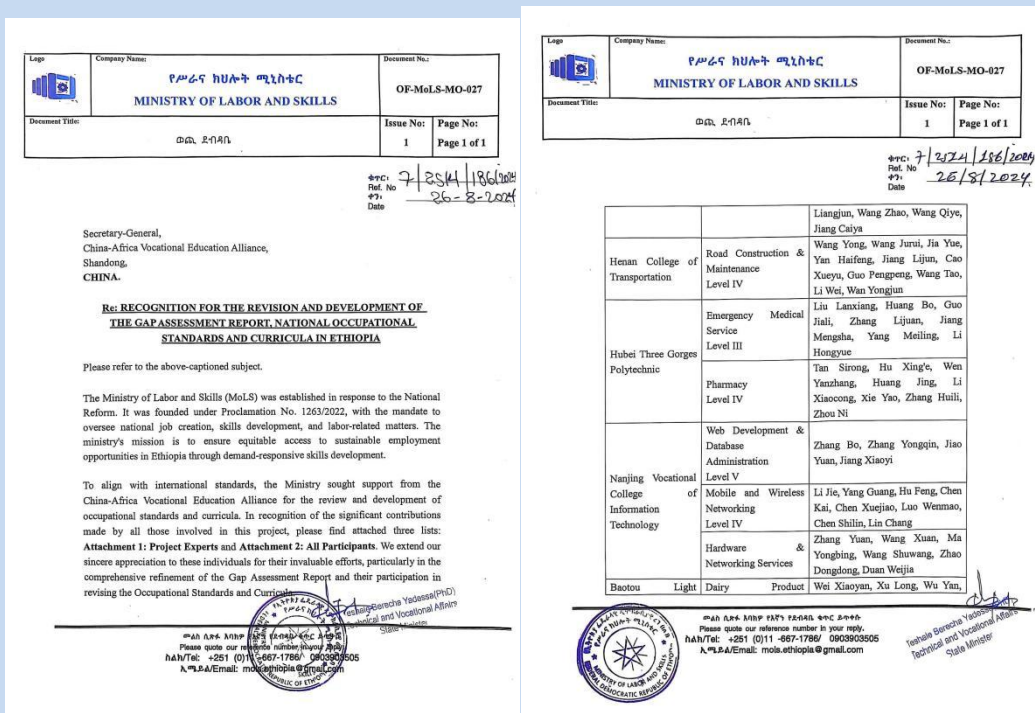 Logo
Company Name:
Document No.:
የሥራና ክህሎት ሚኒስቴር
MINISTRY OF LABOR AND SKILLS
OF-MoLS-MO-027
Document Title:
ወጪ ደብዳቤ
Issue No:
Page No:
1
Page 1 of 1
ቁጥር፡
Ref. No
ቀን፡
Date
26-8-2024
Secretary-General,
China-Africa Vocational Education Alliance,
Shandong,
CHINA.
Re: RECOGNITION FOR THE REVISION AND DEVELOPMENT OF
THE GAP ASSESSMENT REPORT, NATIONAL OCCUPATIONAL
STANDARDS AND CURRICULA IN ETHIOPIA
Please refer to the above-captioned subject.
The Ministry of Labor and Skills (MoLS) was established in response to the National
Reform. It was founded under Proclamation No. 1263/2022, with the mandate to
oversee national job creation, skills development, and labor-related matters. The
ministry's mission is to ensure equitable access to sustainable employment
opportunities in Ethiopia through demand-responsive skills development.
To align with international standards, the Ministry sought support from the
China-Africa Vocational Education Alliance for the review and development of
occupational standards and curricula. In recognition of the significant contributions
made by all those involved in this project, please find attached three lists:
Attachment 1: Project Experts and Attachment 2: All Participants. We extend our
sincere appreciation to these individuals for their invaluable efforts, particularly in the
comprehensive refinement of the Gap Assessment Report and their participation in
revising the Occupational Standards and Curricula.
Berecha Yadessa(PhD)
and Vocational Affairs
State Minister
Please quote our reference number in your reply.
ስልክ/Tel: +251 (0)11 -667-1786/ 0903903505
ኢሜይል/Email: mols.ethiopia@gmail.com
Logo
Company Name:
Document No.:
የሥራና ክህሎት ሚኒስቴር
MINISTRY OF LABOR AND SKILLS
OF-MoLS-MO-027
Document Title:
ወጪ ደብዳቤ
Issue No:
Page No:
1
Page 1 of 1
ቁጥር፡
Ref. No
ቀን፡
Date
26/8/2024
Liangjun, Wang Zhao, Wang Qiye,
Jiang Caiya
Henan College of
Transportation
Road Construction &
Maintenance
Level IV
Wang Yong, Wang Jurui, Jia Yue,
Yan Haifeng, Jiang Lijun, Cao
Xueyu, Guo Pengpeng, Wang Tao,
Li Wei, Wan Yongjun
Hubei Three Gorges
Polytechnic
Emergency Medical
Service
Level III
Liu Lanxiang, Huang Bo, Guo
Jiali, Zhang Lijuan, Jiang
Mengsha, Yang Meiling, Li
Hongyue
Pharmacy
Level IV
Tan Sirong, Hu Xing'e, Wen
Yanzhang, Huang Jing, Li
Xiaocong, Xie Yao, Zhang Huili,
Zhou Ni
Nanjing Vocational
College of
Information
Technology
Web Development &
Database
Administration
Level V
Zhang Bo, Zhang Yongqin, Jiao
Yuan, Jiang Xiaoyi
Mobile and Wireless
Networking
Level IV
Li Jie, Yang Guang, Hu Feng, Chen
Kai, Chen Xuejiao, Luo Wenmao,
Chen Shilin, Lin Chang
Hardware &
Networking Services
Zhang Yuan, Wang Xuan, Ma
Yongbing, Wang Shuwang, Zhao
Dongdong, Duan Weijia
Baotou Light
Dairy Product
Wei Xiaoyan, Xu Long, Wu Yan,
Please quote our reference number in your reply.
ስልክ/Tel: +251 (0)11 -667-1786/ 0903903505
ኢሜይል/Email: mols.ethiopia@gmail.com
Teshale Berecha
Technical and Vocational Affairs
State Minister
MINISTRY OF LABOR AND SKILLS
FEDERAL DEMOCRATIC REPUBLIC OF